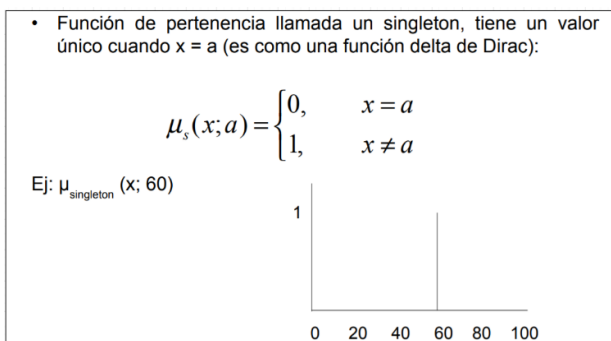 • Función de pertenencia llamada un singleton, tiene un valor
único cuando x = a (es como una función delta de Dirac):
μₛ(x;a) = {0, x = a
1, x ≠ a
Ej: μ_singleton (x; 60)
1
0 20 40 60 80 100